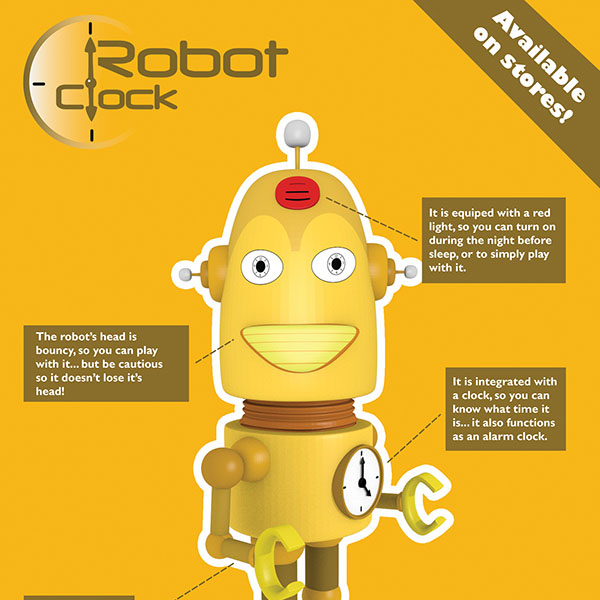 Robot
Clock
Available
on stores!
It is equiped with a red
light, so you can turn on
during the night before
sleep, or to simply play
with it.
The robot's head is
bouncy, so you can play
with it... but be cautious
so it doesn't lose it's
head!
It is integrated with
a clock, so you can
know what time it
is... it also functions
as an alarm clock.